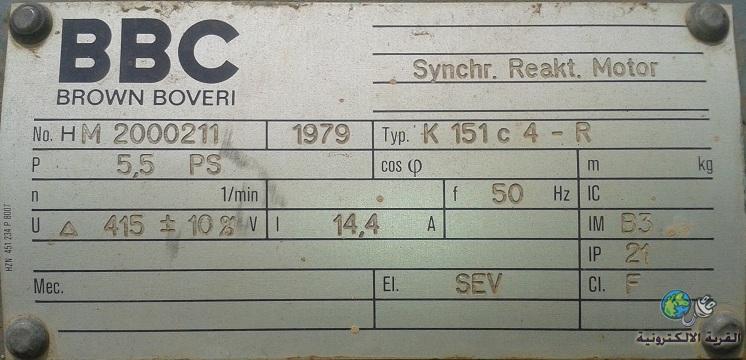 BBC
BROWN BOVERI
Synchr. Reakt. Motor
No. HM 2000211 1979 Typ. K 151 c 4 - R
P 5,5 PS cos φ m kg
n 1/min f 50 Hz IC
U △ 415 ± 10 % V I 14,4 A IM B3
IP 21
Mec. El. SEV Cl. F
HZN 451 234 P 8007
القرية الالكترونية